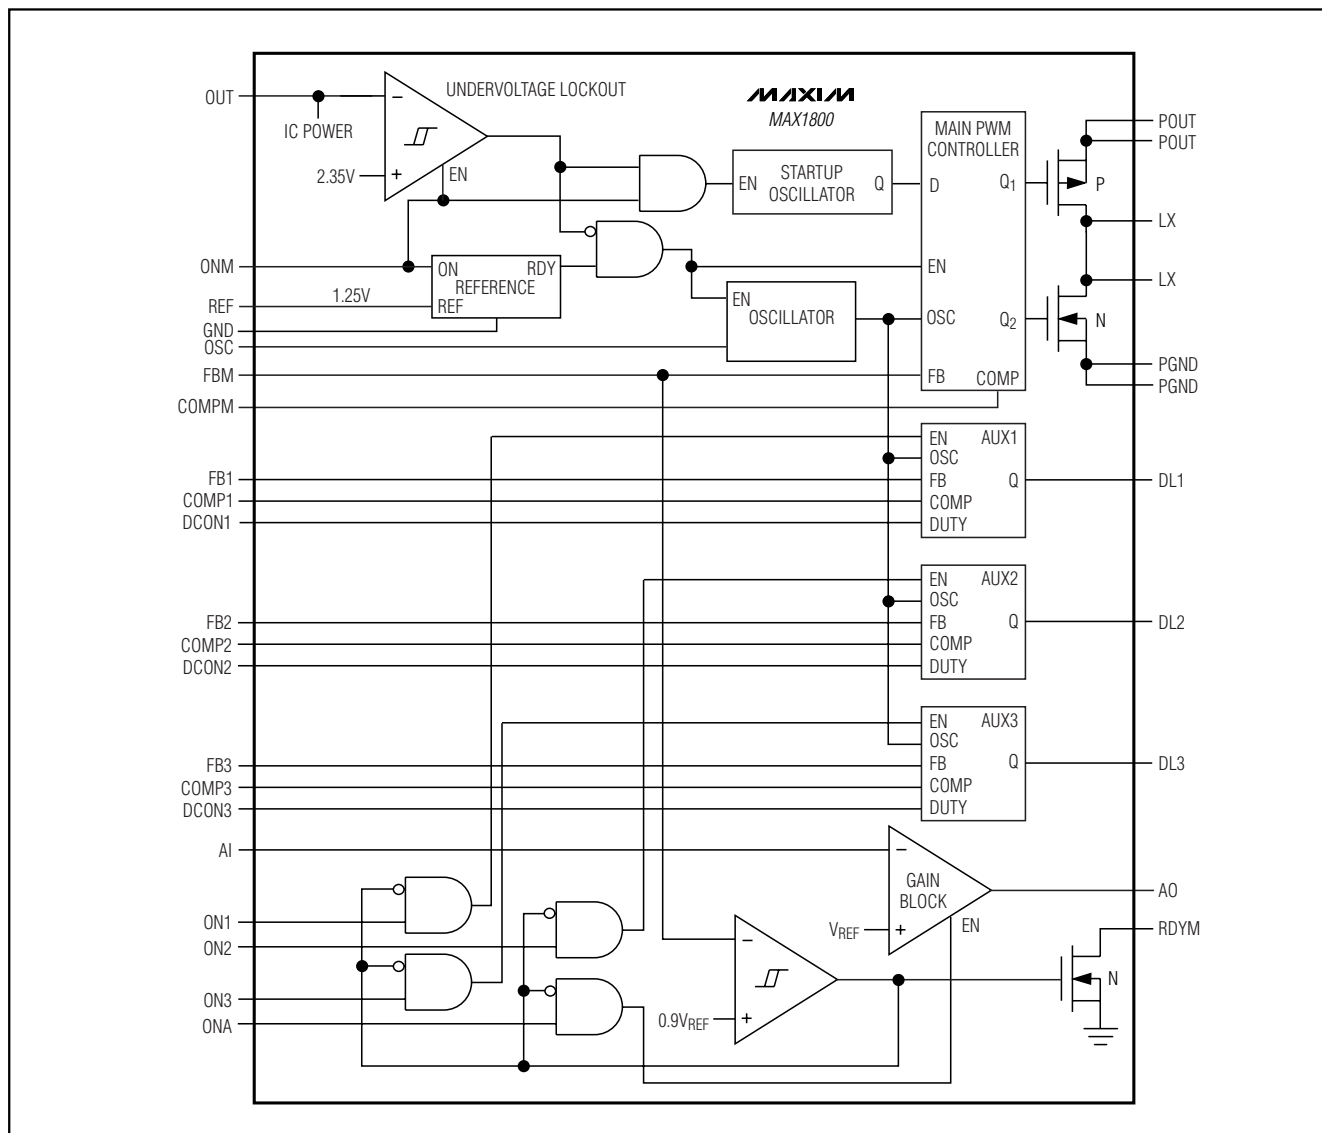 MAXIM
MAX1800
UNDERVOLTAGE LOCKOUT
OUT
IC POWER
−
+
2.35V
EN
EN
STARTUP
OSCILLATOR
Q
MAIN PWM
CONTROLLER
D
Q1
EN
OSC
Q2
FB
COMP
P
POUT
POUT
LX
LX
N
PGND
PGND
ONM
ON
RDY
REFERENCE
REF
1.25V
REF
GND
OSC
EN
OSCILLATOR
FBM
COMPM
EN
AUX1
OSC
FB
Q
COMP
DUTY
FB1
COMP1
DCON1
DL1
EN
AUX2
OSC
FB
Q
COMP
DUTY
FB2
COMP2
DCON2
DL2
EN
AUX3
OSC
FB
Q
COMP
DUTY
FB3
COMP3
DCON3
DL3
AI
−
GAIN
BLOCK
VREF
+
EN
AO
RDYM
N
ON1
ON2
ON3
ONA
−
0.9VREF
+